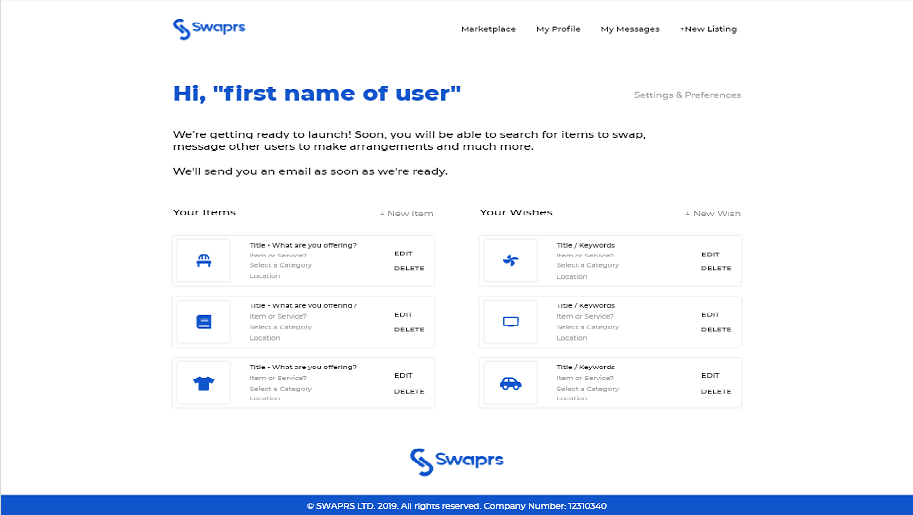 Swaprs
Marketplace My Profile My Messages +New Listing
Hi, "first name of user"
Settings & Preferences
We're getting ready to launch! Soon, you will be able to search for items to swap,
message other users to make arrangements and much more.
We'll send you an email as soon as we're ready.
Your Items + New Item
Title - What are you offering?
Item or Service?
Select a Category
Location
EDIT
DELETE
Title - What are you offering?
Item or Service?
Select a Category
Location
EDIT
DELETE
Title - What are you offering?
Item or Service?
Select a Category
Location
EDIT
DELETE
Your Wishes + New Wish
Title / Keywords
Item or Service?
Select a Category
Location
EDIT
DELETE
Title / Keywords
Item or Service?
Select a Category
Location
EDIT
DELETE
Title / Keywords
Item or Service?
Select a Category
Location
EDIT
DELETE
Swaprs
© SWAPRS LTD. 2019. All rights reserved. Company Number: 12310340